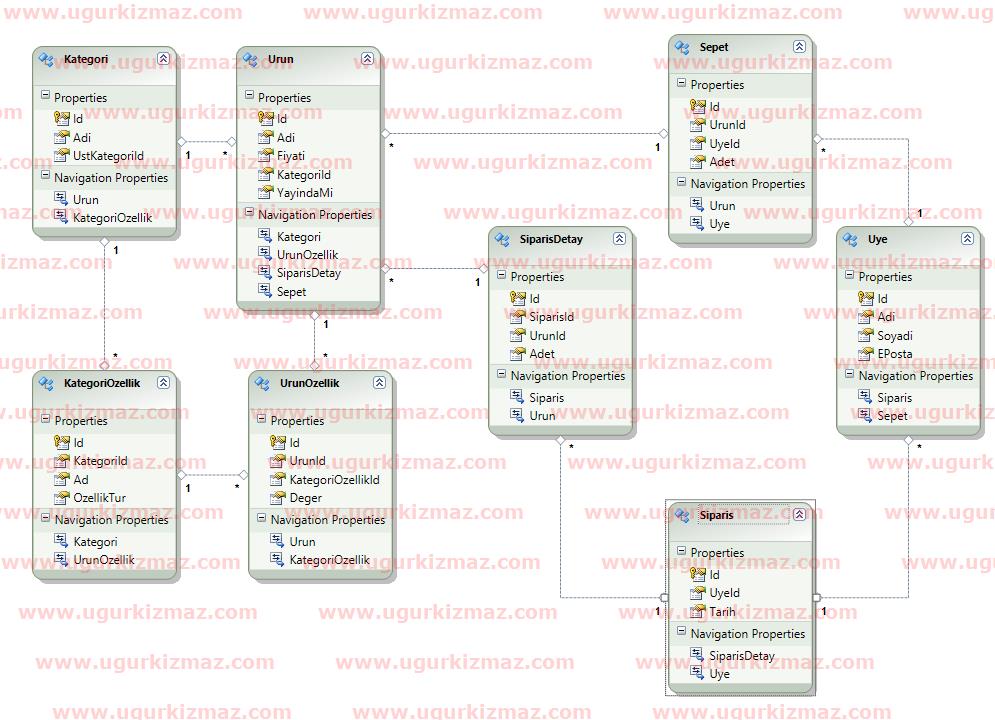 Kategori
Properties
Id
Adi
UstKategoriId
Navigation Properties
Urun
KategoriOzellik
Urun
Properties
Id
Adi
Fiyati
KategoriId
YayindaMi
Navigation Properties
Kategori
UrunOzellik
SiparisDetay
Sepet
Sepet
Properties
Id
UrunId
UyeId
Adet
Navigation Properties
Urun
Uye
SiparisDetay
Properties
Id
SiparisId
UrunId
Adet
Navigation Properties
Siparis
Urun
Uye
Properties
Id
Adi
Soyadi
EPosta
Navigation Properties
Siparis
Sepet
KategoriOzellik
Properties
Id
KategoriId
Ad
OzellikTur
Navigation Properties
Kategori
UrunOzellik
UrunOzellik
Properties
Id
UrunId
KategoriOzellikId
Deger
Navigation Properties
Urun
KategoriOzellik
Siparis
Properties
Id
UyeId
Tarih
Navigation Properties
SiparisDetay
Uye
1 *
* 1
* 1
* 1
1 *
1 *
1 *
* 1
* 1
www.ugurkizmaz.com